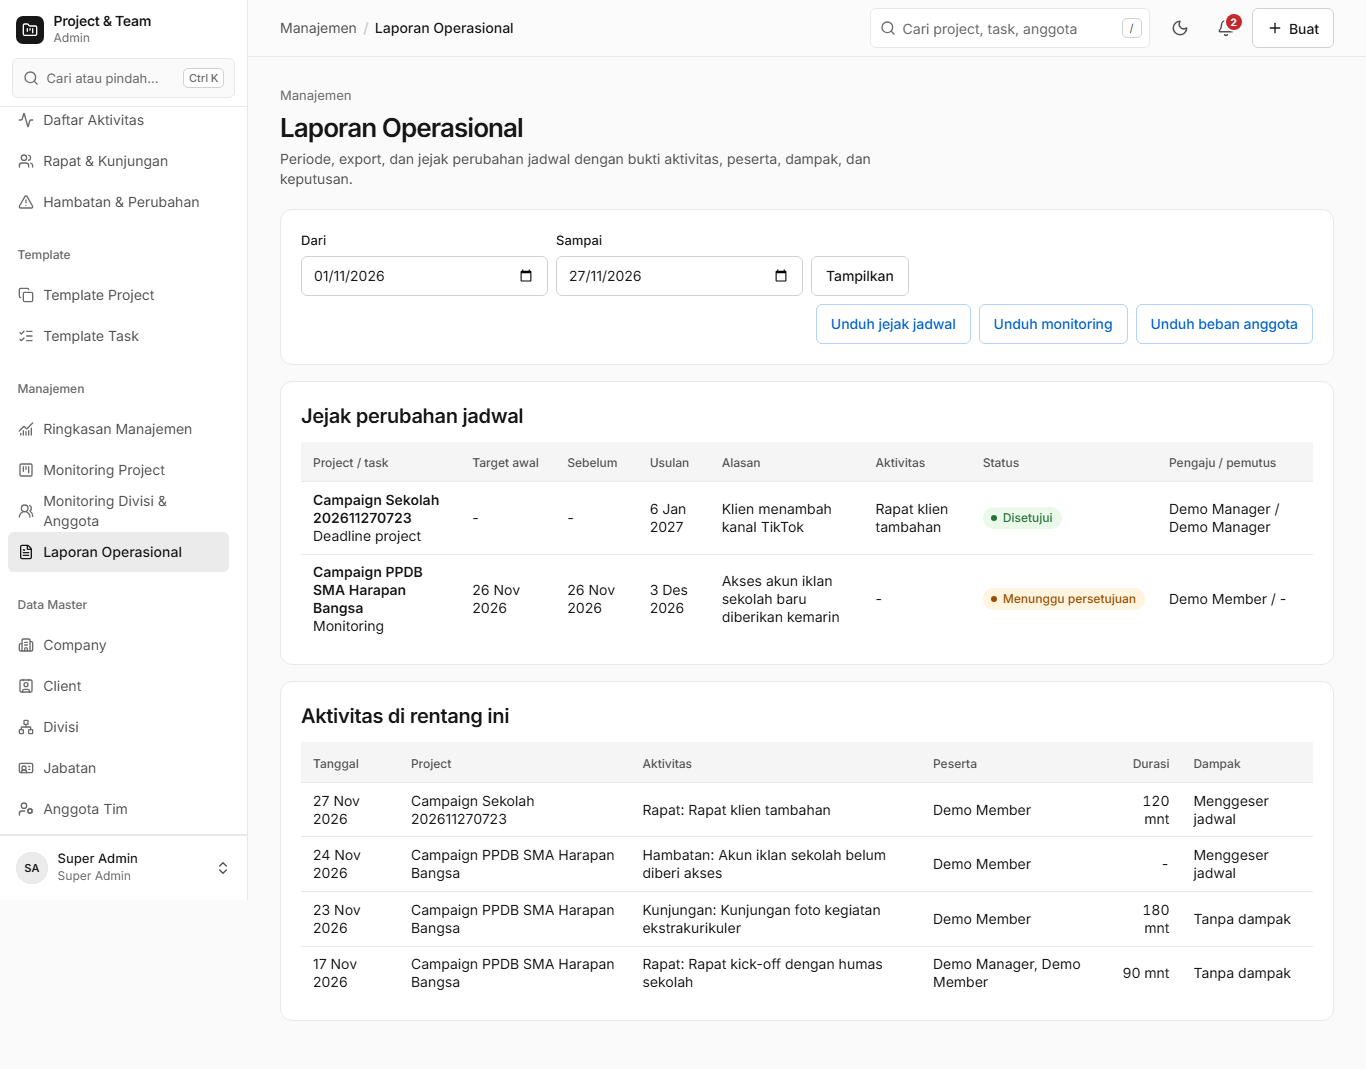 Project & Team
Admin
Cari atau pindah...
Ctrl K
Daftar Aktivitas
Rapat & Kunjungan
Hambatan & Perubahan
Template
Template Project
Template Task
Manajemen
Ringkasan Manajemen
Monitoring Project
Monitoring Divisi &
Anggota
Laporan Operasional
Data Master
Company
Client
Divisi
Jabatan
Anggota Tim
SA
Super Admin
Super Admin
Manajemen / Laporan Operasional
Cari project, task, anggota
/
2
Buat
Manajemen
Laporan Operasional
Periode, export, dan jejak perubahan jadwal dengan bukti aktivitas, peserta, dampak, dan
keputusan.
Dari
Sampai
01/11/2026
27/11/2026
Tampilkan
Unduh jejak jadwal
Unduh monitoring
Unduh beban anggota
Jejak perubahan jadwal
Project / task Target awal Sebelum Usulan Alasan Aktivitas Status Pengaju / pemutus
Campaign Sekolah
202611270723
Deadline project
-
-
6 Jan
2027
Klien menambah
kanal TikTok
Rapat klien
tambahan
Disetujui
Demo Manager /
Demo Manager
Campaign PPDB
SMA Harapan
Bangsa
Monitoring
26 Nov
2026
26 Nov
2026
3 Des
2026
Akses akun iklan
sekolah baru
diberikan kemarin
-
Menunggu persetujuan
Demo Member / -
Aktivitas di rentang ini
Tanggal Project Aktivitas Peserta Durasi Dampak
27 Nov
2026
Campaign Sekolah
202611270723
Rapat: Rapat klien tambahan
Demo Member
120
mnt
Menggeser
jadwal
24 Nov
2026
Campaign PPDB SMA Harapan
Bangsa
Hambatan: Akun iklan sekolah belum
diberi akses
Demo Member
-
Menggeser
jadwal
23 Nov
2026
Campaign PPDB SMA Harapan
Bangsa
Kunjungan: Kunjungan foto kegiatan
ekstrakurikuler
Demo Member
180
mnt
Tanpa dampak
17 Nov
2026
Campaign PPDB SMA Harapan
Bangsa
Rapat: Rapat kick-off dengan humas
sekolah
Demo Manager, Demo
Member
90 mnt
Tanpa dampak